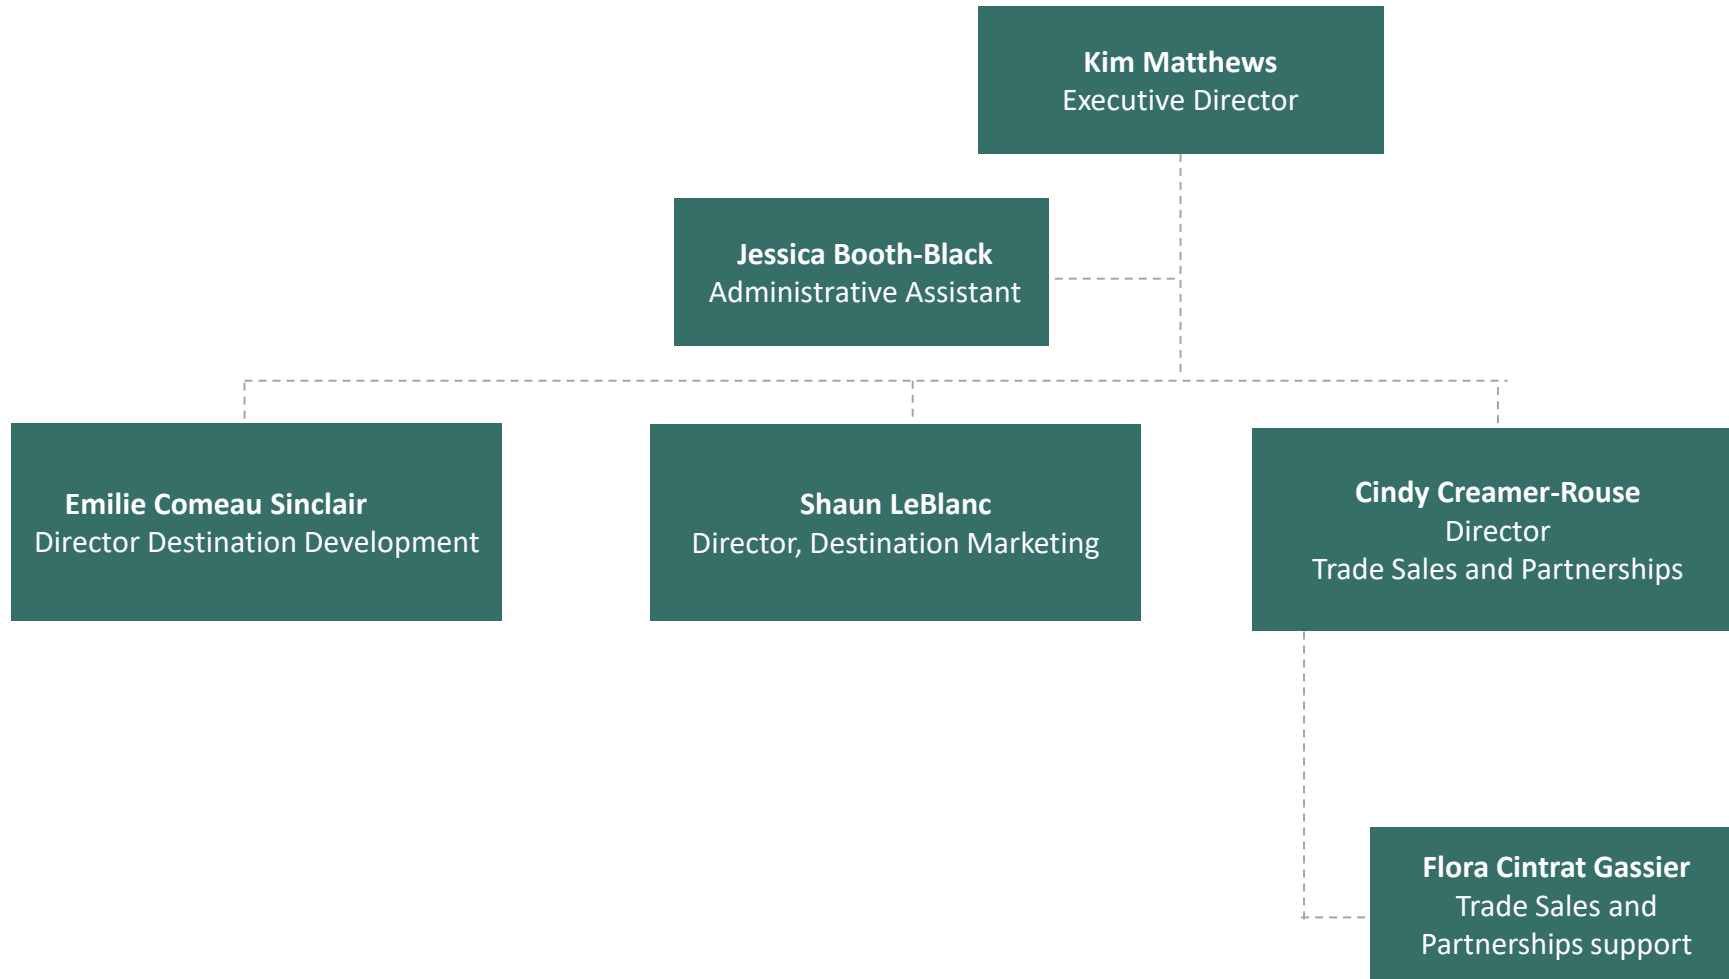 Kim Matthews
Executive Director
Jessica Booth-Black
Administrative Assistant
Emilie Comeau Sinclair
Director Destination Development
Shaun LeBlanc
Director, Destination Marketing
Cindy Creamer-Rouse
Director
Trade Sales and Partnerships
Flora Cintrat Gassier
Trade Sales and
Partnerships support